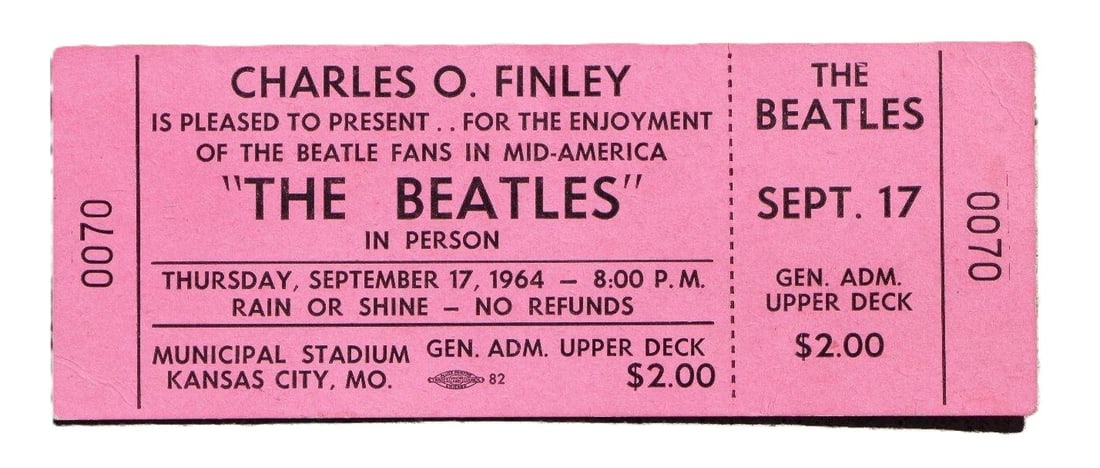 0070
CHARLES O. FINLEY
IS PLEASED TO PRESENT . . FOR THE ENJOYMENT
OF THE BEATLE FANS IN MID-AMERICA
"THE BEATLES"
IN PERSON
THURSDAY, SEPTEMBER 17, 1964 – 8:00 P.M.
RAIN OR SHINE – NO REFUNDS
MUNICIPAL STADIUM
KANSAS CITY, MO.
GEN. ADM. UPPER DECK
82
$2.00
THE
BEATLES
SEPT. 17
GEN. ADM.
UPPER DECK
$2.00
0070